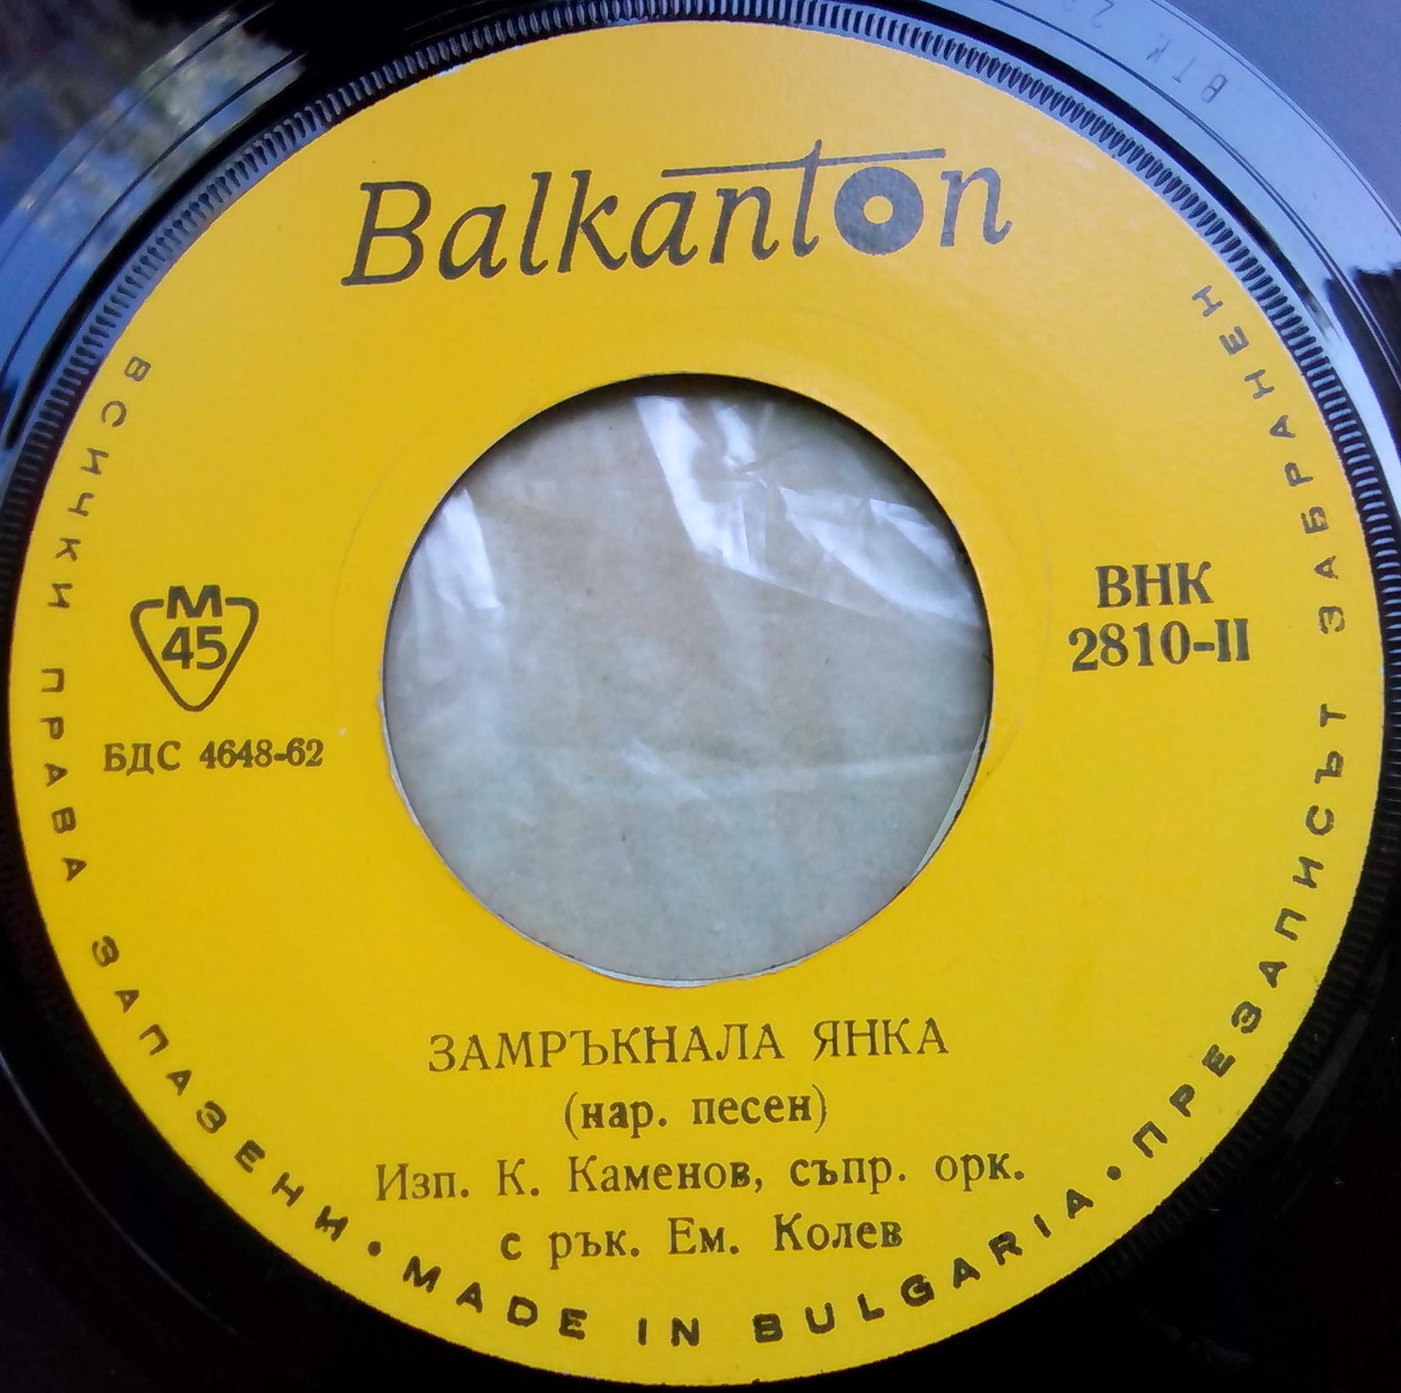 Balkanton
ВНК
2810-II
М
45
БДС 4648-62
ЗАМРЪКНАЛА ЯНКА
(нар. песен)
Изп. К. Каменов, съпр. орк.
с рък. Ем. Колев
ВСИЧКИ ПРАВА ЗАПАЗЕНИ • MADE IN BULGARIA • ПРЕЗАПИСЪТ ЗАБРАНЕН